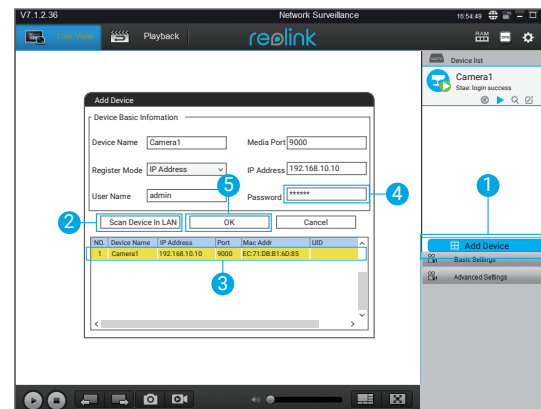 V7.1.2.36 Network Surveillance 16:54:49
Live View Playback reolink RAM CPU
Device list
Camera1
Stae: login success
Add Device
Device Basic Infomation
Device Name Camera1 Media Port 9000
Register Mode IP Address IP Address 192.168.10.10
User Name admin Password ******
5
4
1
2 Scan Device In LAN OK Cancel
NO. Device Name IP Address Port Mac Addr UID
1 Camera1 192.168.10.10 9000 EC:71:DB:B1:6D:85
3
Add Device
Basic Settings
Advanced Settings